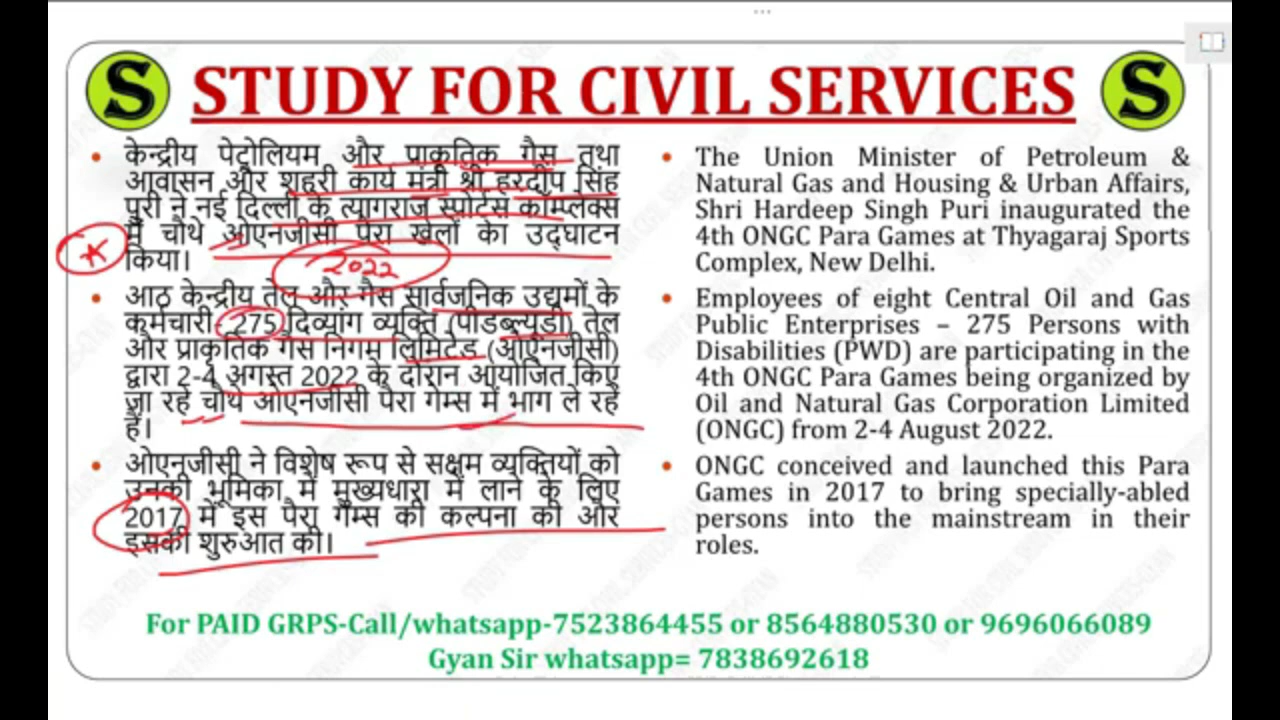 S STUDY FOR CIVIL SERVICES S
केन्द्रीय पेट्रोलियम और प्राकृतिक गैस तथा
आवासन और शहरी कार्य मंत्री श्री हरदीप सिंह
पुरी ने नई दिल्ली के त्यागराज स्पोर्टस कॉम्प्लेक्स
में चौथे ओएनजीसी पैरा खेलों का उद्घाटन
किया।
2022
आठ केन्द्रीय तेल और गैस सार्वजनिक उद्यमों के
कर्मचारी- 275 दिव्यांग व्यक्ति (पीडब्ल्यूडी) तेल
और प्राकृतिक गैस निगम लिमिटेड (ओएनजीसी)
द्वारा 2-4 अगस्त 2022 के दौरान आयोजित किए
जा रहे चौथे ओएनजीसी पैरा गेम्स में भाग ले रहे
हैं।
ओएनजीसी ने विशेष रूप से सक्षम व्यक्तियों को
उनकी भूमिका में मुख्यधारा में लाने के लिए
2017 में इस पैरा गेम्स की कल्पना की और
इसकी शुरुआत की।
The Union Minister of Petroleum &
Natural Gas and Housing & Urban Affairs,
Shri Hardeep Singh Puri inaugurated the
4th ONGC Para Games at Thyagaraj Sports
Complex, New Delhi.
Employees of eight Central Oil and Gas
Public Enterprises – 275 Persons with
Disabilities (PWD) are participating in the
4th ONGC Para Games being organized by
Oil and Natural Gas Corporation Limited
(ONGC) from 2-4 August 2022.
ONGC conceived and launched this Para
Games in 2017 to bring specially-abled
persons into the mainstream in their
roles.
For PAID GRPS-Call/whatsapp-7523864455 or 8564880530 or 9696066089
Gyan Sir whatsapp= 7838692618